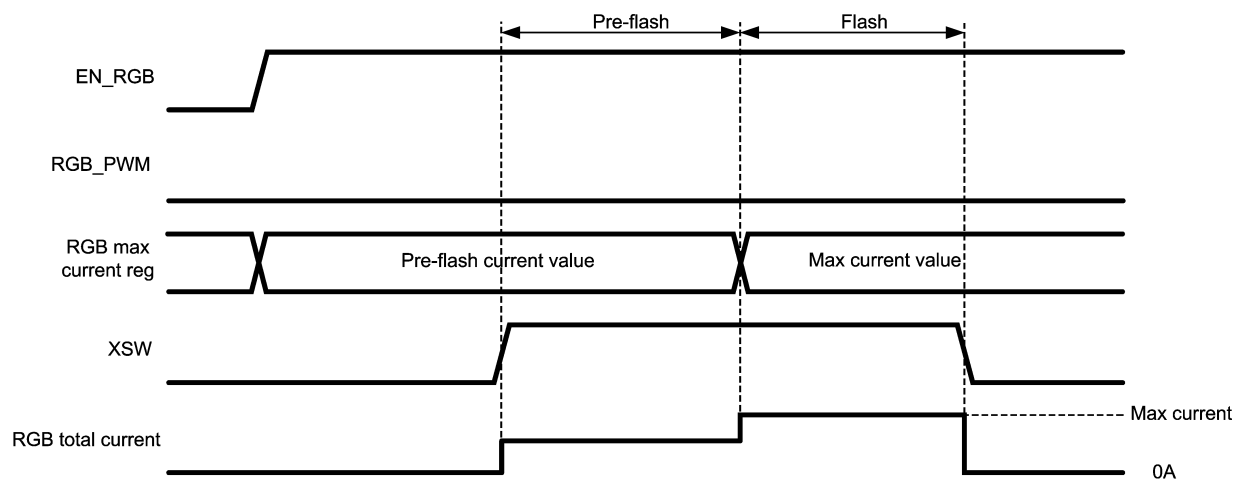 Pre-flash
Flash
EN_RGB
RGB_PWM
RGB max
current reg
Pre-flash current value
Max current value
XSW
Max current
RGB total current
0A